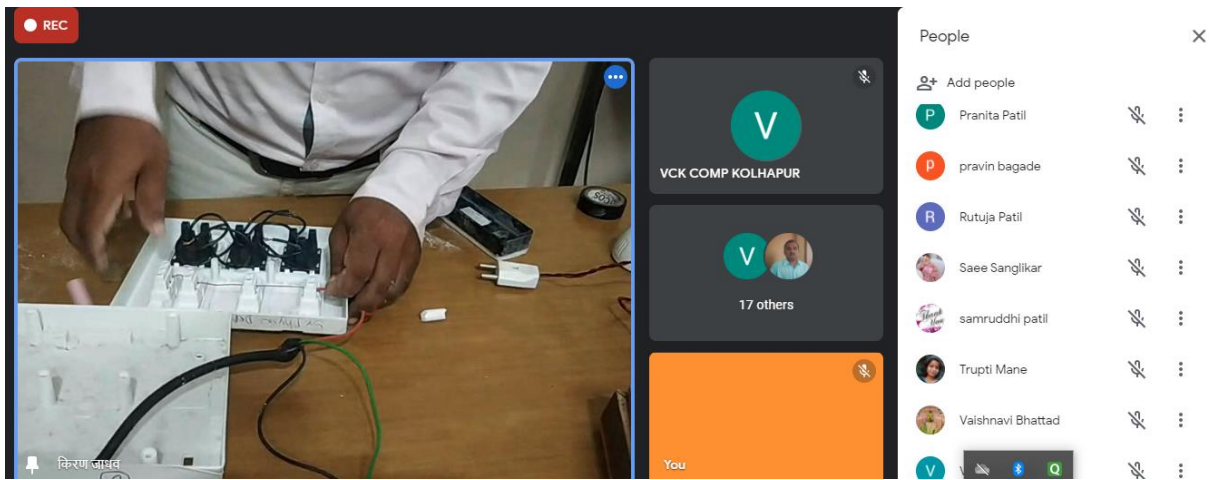 REC
V
VCK COMP KOLHAPUR
V
17 others
You
किरण जाधव
People
Add people
P
Pranita Patil
p
pravin bagade
R
Rutuja Patil
Saee Sanglikar
samruddhi patil
Trupti Mane
Vaishnavi Bhattad
V
Q